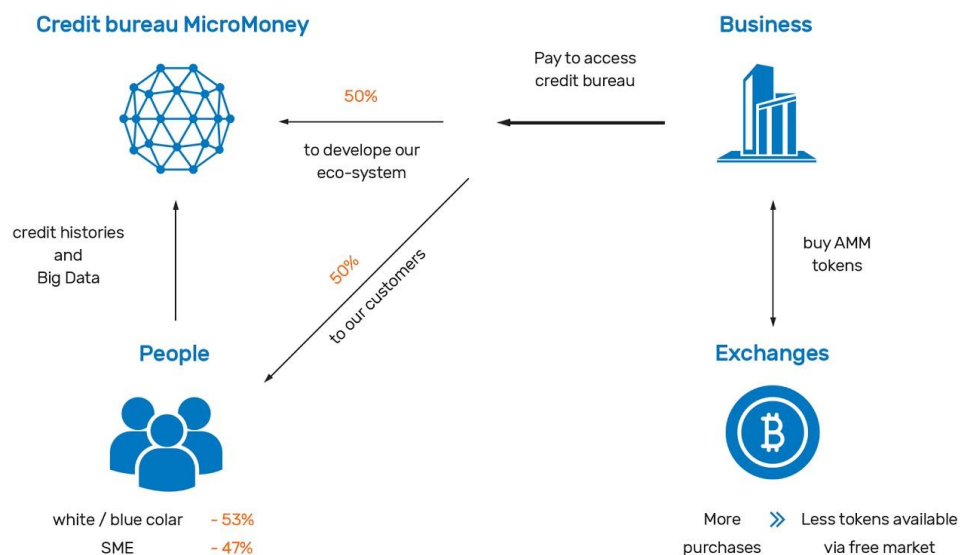 Credit bureau MicroMoney
Business
Pay to access
credit bureau
50%
to develope our
eco-system
credit histories
and
Big Data
50%
to our customers
buy AMM
tokens
People
Exchanges
white / blue colar - 53%
SME - 47%
More
purchases
Less tokens available
via free market